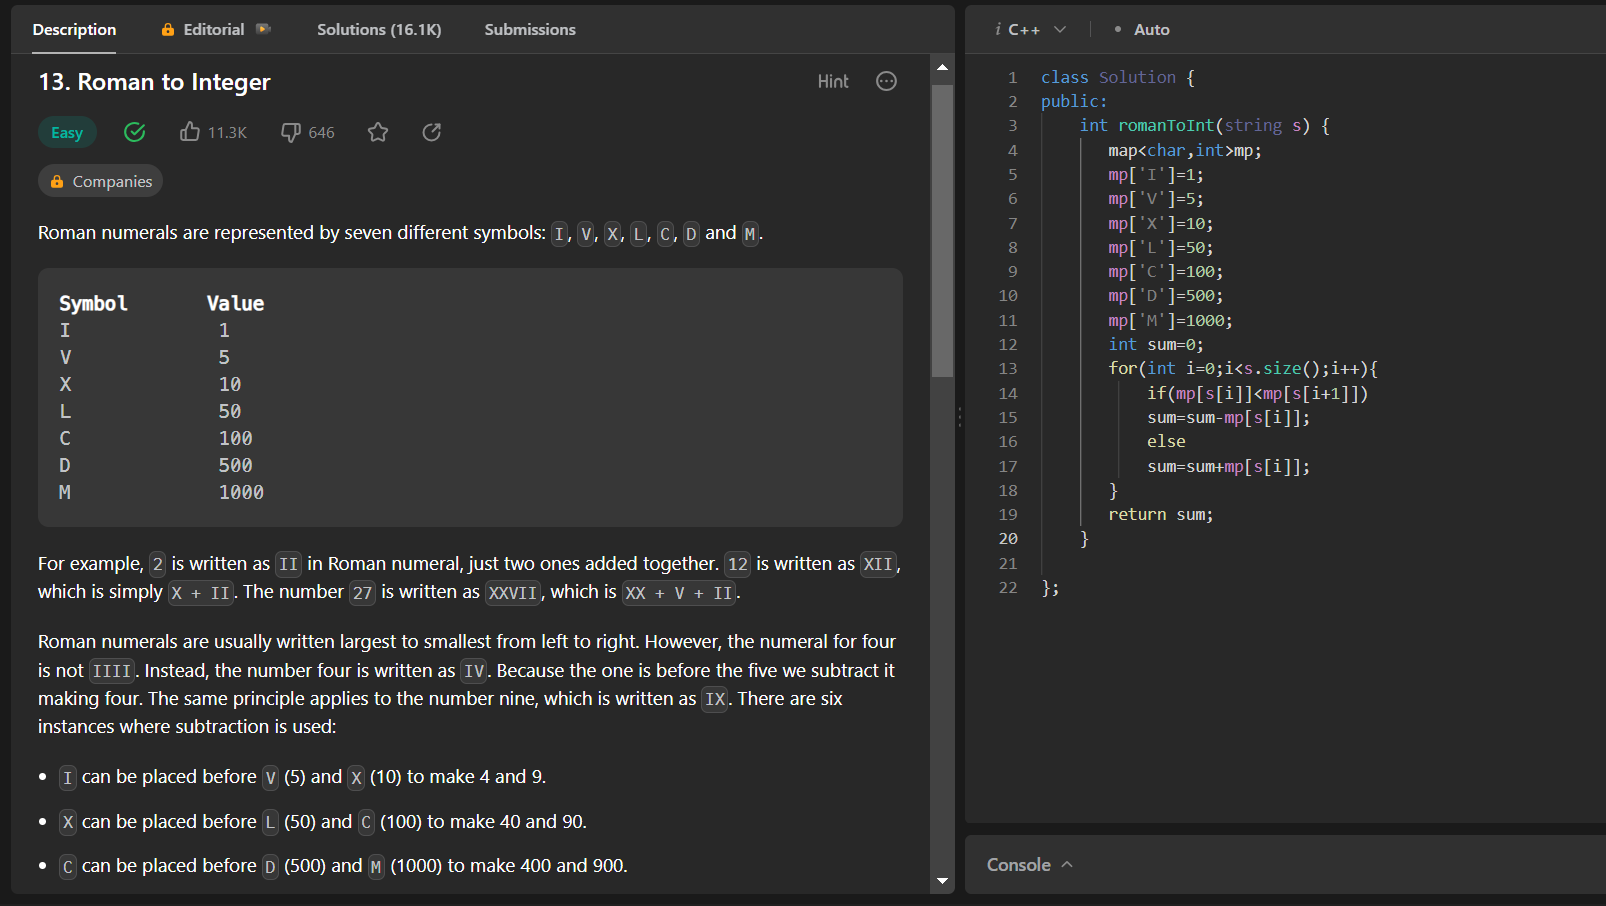 Description Editorial Solutions (16.1K) Submissions
13. Roman to Integer Hint
Easy 11.3K 646
Companies
Roman numerals are represented by seven different symbols: I, V, X, L, C, D and M.
Symbol Value
I 1
V 5
X 10
L 50
C 100
D 500
M 1000
For example, 2 is written as II in Roman numeral, just two ones added together. 12 is written as XII,
which is simply X + II. The number 27 is written as XXVII, which is XX + V + II.
Roman numerals are usually written largest to smallest from left to right. However, the numeral for four
is not IIII. Instead, the number four is written as IV. Because the one is before the five we subtract it
making four. The same principle applies to the number nine, which is written as IX. There are six
instances where subtraction is used:
• I can be placed before V (5) and X (10) to make 4 and 9.
• X can be placed before L (50) and C (100) to make 40 and 90.
• C can be placed before D (500) and M (1000) to make 400 and 900.
i C++ • Auto
1 class Solution {
2 public:
3 int romanToInt(string s) {
4 map<char,int>mp;
5 mp['I']=1;
6 mp['V']=5;
7 mp['X']=10;
8 mp['L']=50;
9 mp['C']=100;
10 mp['D']=500;
11 mp['M']=1000;
12 int sum=0;
13 for(int i=0;i<s.size();i++){
14 if(mp[s[i]]<mp[s[i+1]])
15 sum=sum-mp[s[i]];
16 else
17 sum=sum+mp[s[i]];
18 }
19 return sum;
20 }
21
22 };
Console